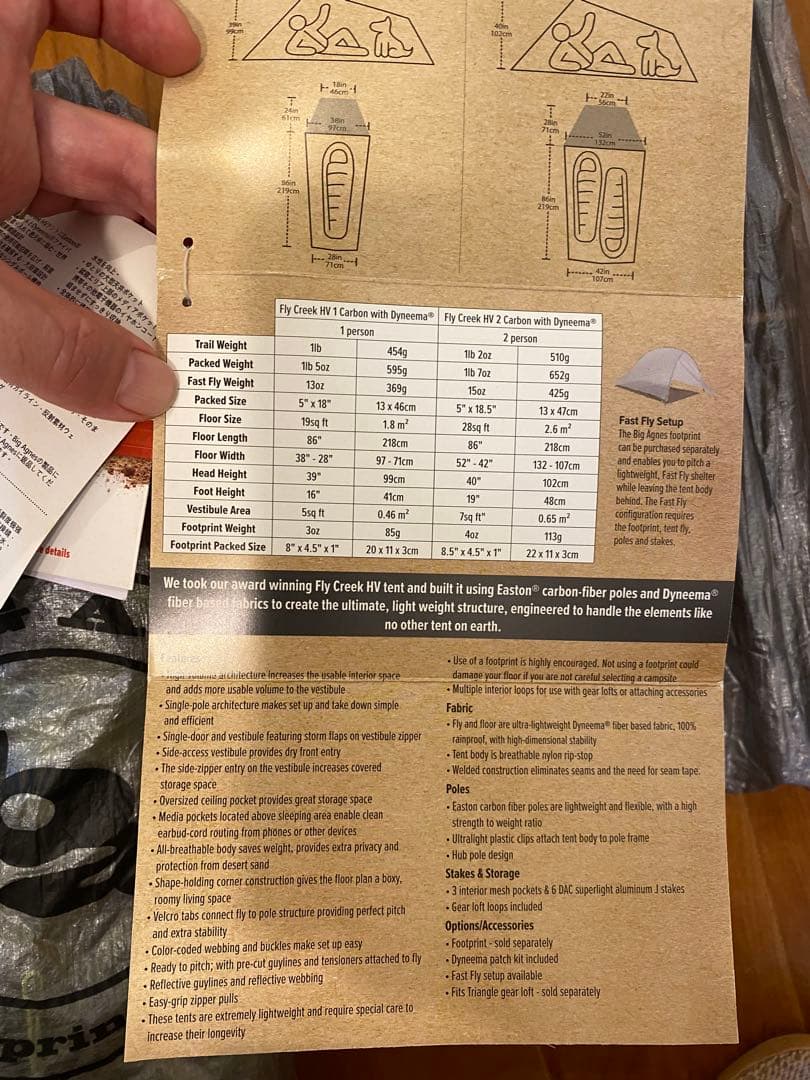 39in
99cm
40in
102cm
18in
46cm
24in
61cm
38in
97cm
86in
219cm
28in
71cm
22in
56cm
28in
71cm
52in
132cm
86in
219cm
42in
107cm
Fly Creek HV 1 Carbon with Dyneema® Fly Creek HV 2 Carbon with Dyneema®
1 person 2 person
Trail Weight 1lb 454g 1lb 2oz 510g
Packed Weight 1lb 5oz 595g 1lb 7oz 652g
Fast Fly Weight 13oz 369g 15oz 425g
Packed Size 5" x 18" 13 x 46cm 5" x 18.5" 13 x 47cm
Floor Size 19sq ft 1.8 m² 28sq ft 2.6 m²
Floor Length 86" 218cm 86" 218cm
Floor Width 38" - 28" 97 - 71cm 52" - 42" 132 - 107cm
Head Height 39" 99cm 40" 102cm
Foot Height 16" 41cm 19" 48cm
Vestibule Area 5sq ft 0.46 m² 7sq ft" 0.65 m²
Footprint Weight 3oz 85g 4oz 113g
Footprint Packed Size 8" x 4.5" x 1" 20 x 11 x 3cm 8.5" x 4.5" x 1" 22 x 11 x 3cm
Fast Fly Setup
The Big Agnes footprint
can be purchased separately
and enables you to pitch a
lightweight, Fast Fly shelter
while leaving the tent body
behind. The Fast Fly
configuration requires
the footprint, tent fly,
poles and stakes.
We took our award winning Fly Creek HV tent and built it using Easton® carbon-fiber poles and Dyneema®
fiber based fabrics to create the ultimate, light weight structure, engineered to handle the elements like
no other tent on earth.
Features
• High volume architecture increases the usable interior space
and adds more usable volume to the vestibule
• Single-pole architecture makes set up and take down simple
and efficient
• Single-door and vestibule featuring storm flaps on vestibule zipper
• Side-access vestibule provides dry front entry
• The side-zipper entry on the vestibule increases covered
storage space
• Oversized ceiling pocket provides great storage space
• Media pockets located above sleeping area enable clean
earbud-cord routing from phones or other devices
• All-breathable body saves weight, provides extra privacy and
protection from desert sand
• Shape-holding corner construction gives the floor plan a boxy,
roomy living space
• Velcro tabs connect fly to pole structure providing perfect pitch
and extra stability
• Color-coded webbing and buckles make set up easy
• Ready to pitch; with pre-cut guylines and tensioners attached to fly
• Reflective guylines and reflective webbing
• Easy-grip zipper pulls
• These tents are extremely lightweight and require special care to
increase their longevity
• Use of a footprint is highly encouraged. Not using a footprint could
damage your floor if you are not careful selecting a campsite
• Multiple interior loops for use with gear lofts or attaching accessories
Fabric
• Fly and floor are ultra-lightweight Dyneema® fiber based fabric, 100%
rainproof, with high-dimensional stability
• Tent body is breathable nylon rip-stop
• Welded construction eliminates seams and the need for seam tape.
Poles
• Easton carbon fiber poles are lightweight and flexible, with a high
strength to weight ratio
• Ultralight plastic clips attach tent body to pole frame
• Hub pole design
Stakes & Storage
• 3 interior mesh pockets & 6 DAC superlight aluminum J stakes
• Gear loft loops included
Options/Accessories
• Footprint - sold separately
• Dyneema patch kit included
• Fast Fly setup available
• Fits Triangle gear loft - sold separately
details
prin